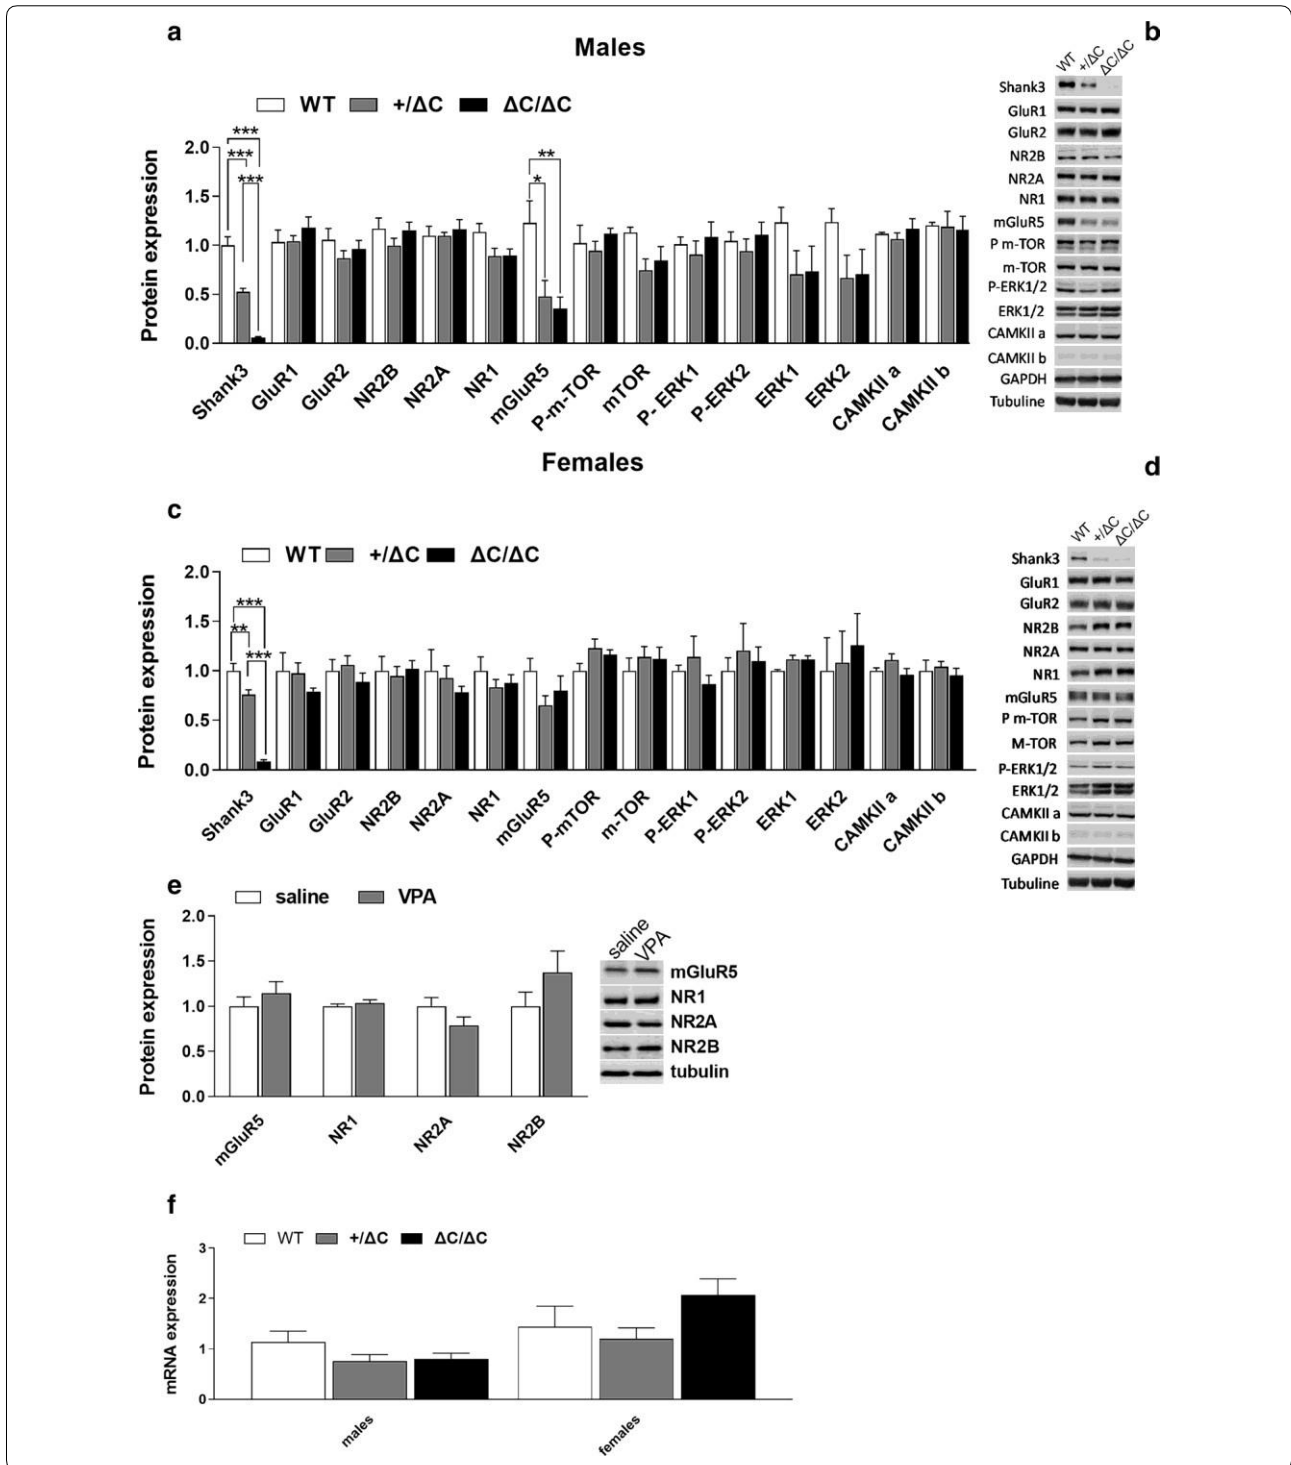 a
Males
WT +/ΔC ΔC/ΔC
Protein expression
2.0
1.5
1.0
0.5
0.0
*** *** *** ** *
Shank3 GluR1 GluR2 NR2B NR2A NR1 mGluR5 P-m-TOR mTOR P- ERK1 P-ERK2 ERK1 ERK2 CAMKII a CAMKII b
b
WT +/ΔC ΔC/ΔC
Shank3
GluR1
GluR2
NR2B
NR2A
NR1
mGluR5
P m-TOR
m-TOR
P-ERK1/2
ERK1/2
CAMKII a
CAMKII b
GAPDH
Tubuline
Females
c
WT +/ΔC ΔC/ΔC
Protein expression
2.0
1.5
1.0
0.5
0.0
*** ** ***
Shank3 GluR1 GluR2 NR2B NR2A NR1 mGluR5 P-mTOR m-TOR P-ERK1 P-ERK2 ERK1 ERK2 CAMKII a CAMKII b
d
WT +/ΔC ΔC/ΔC
Shank3
GluR1
GluR2
NR2B
NR2A
NR1
mGluR5
P m-TOR
M-TOR
P-ERK1/2
ERK1/2
CAMKII a
CAMKII b
GAPDH
Tubuline
e
saline VPA
Protein expression
2.0
1.5
1.0
0.5
0.0
mGluR5 NR1 NR2A NR2B
saline VPA
mGluR5
NR1
NR2A
NR2B
tubulin
f
WT +/ΔC ΔC/ΔC
mRNA expression
3
2
1
0
males females